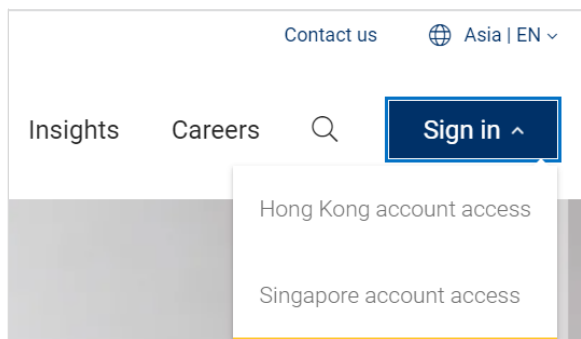 Contact us Asia | EN
Insights Careers Sign in
Hong Kong account access
Singapore account access